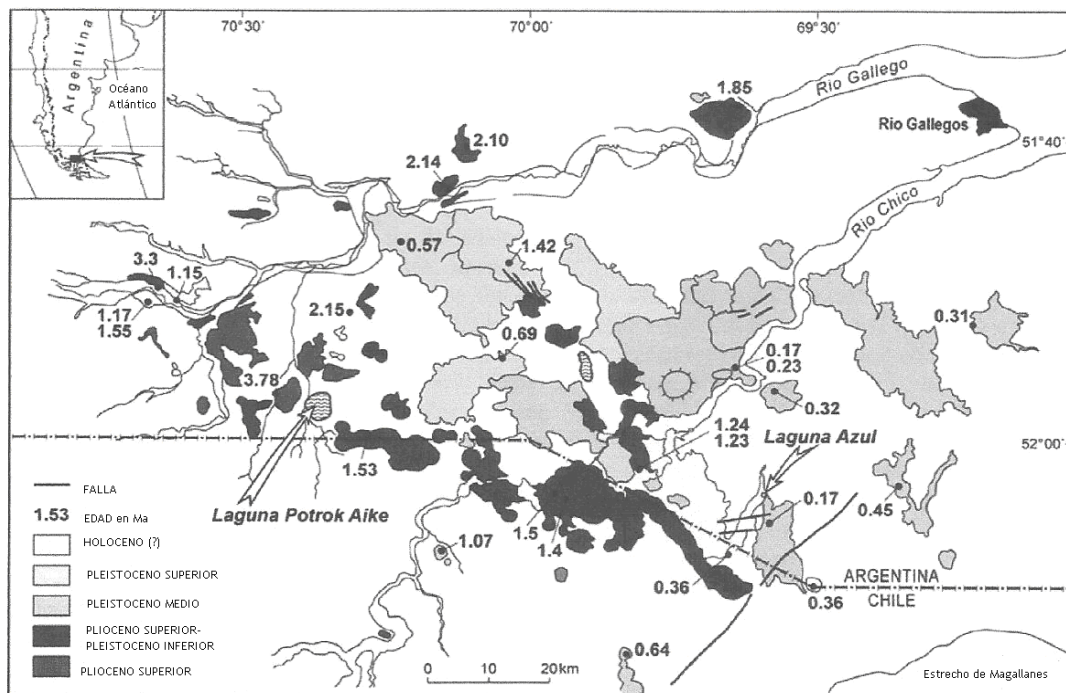 70°30'
70°00'
69°30'
Argentina
Océano
Atlántico
1.85
Rio Gallego
Rio Gallegos
51°40'
2.10
2.14
Rio Chico
0.57
1.42
3.3
1.15
1.17
1.55
2.15
0.69
0.31
3.78
0.17
0.23
0.32
1.24
1.23
Laguna Azul
52°00'
1.53
FALLA
1.53 EDAD en Ma
Laguna Potrok Aike
1.5
1.4
0.17
0.45
HOLOCENO (?)
1.07
PLEISTOCENO SUPERIOR
0.36
ARGENTINA
0.36
CHILE
PLEISTOCENO MEDIO
PLIOCENO SUPERIOR-
PLEISTOCENO INFERIOR
0.64
PLIOCENO SUPERIOR
0 10 20km
Estrecho de Magallanes